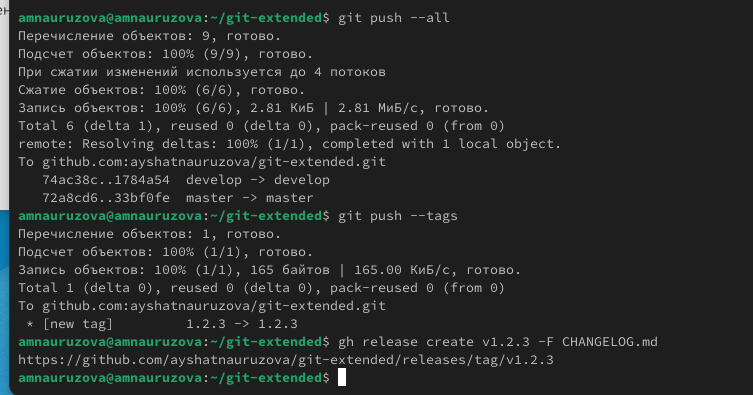 amnauruzova@amnauruzova:~/git-extended$ git push --all
Перечисление объектов: 9, готово.
Подсчет объектов: 100% (9/9), готово.
При сжатии изменений используется до 4 потоков
Сжатие объектов: 100% (6/6), готово.
Запись объектов: 100% (6/6), 2.81 КиБ | 2.81 МиБ/с, готово.
Total 6 (delta 1), reused 0 (delta 0), pack-reused 0 (from 0)
remote: Resolving deltas: 100% (1/1), completed with 1 local object.
To github.com:ayshatnauruzova/git-extended.git
   74ac38c..1784a54  develop -> develop
   72a8cd6..33bf0fe  master -> master
amnauruzova@amnauruzova:~/git-extended$ git push --tags
Перечисление объектов: 1, готово.
Подсчет объектов: 100% (1/1), готово.
Запись объектов: 100% (1/1), 165 байтов | 165.00 КиБ/с, готово.
Total 1 (delta 0), reused 0 (delta 0), pack-reused 0 (from 0)
To github.com:ayshatnauruzova/git-extended.git
 * [new tag]         1.2.3 -> 1.2.3
amnauruzova@amnauruzova:~/git-extended$ gh release create v1.2.3 -F CHANGELOG.md
https://github.com/ayshatnauruzova/git-extended/releases/tag/v1.2.3
amnauruzova@amnauruzova:~/git-extended$